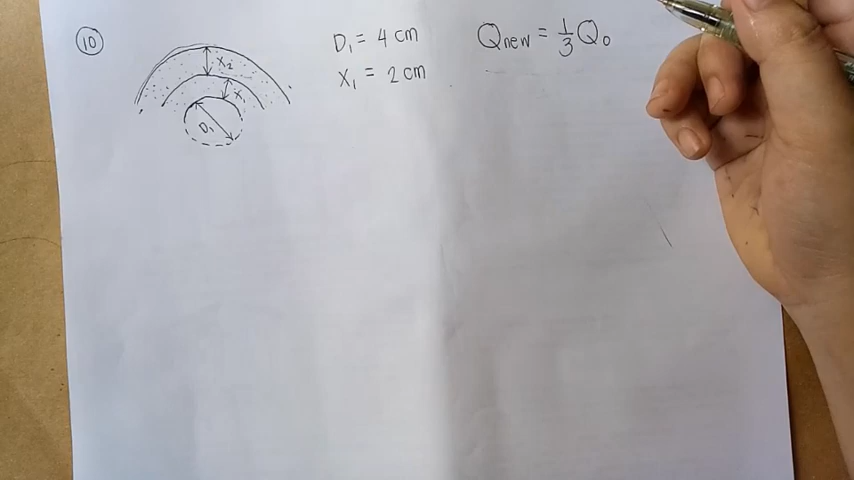 10
D₁ = 4 cm
X₁ = 2 cm
Qnew = 1/3 Q₀
X₂
X₁
D₁